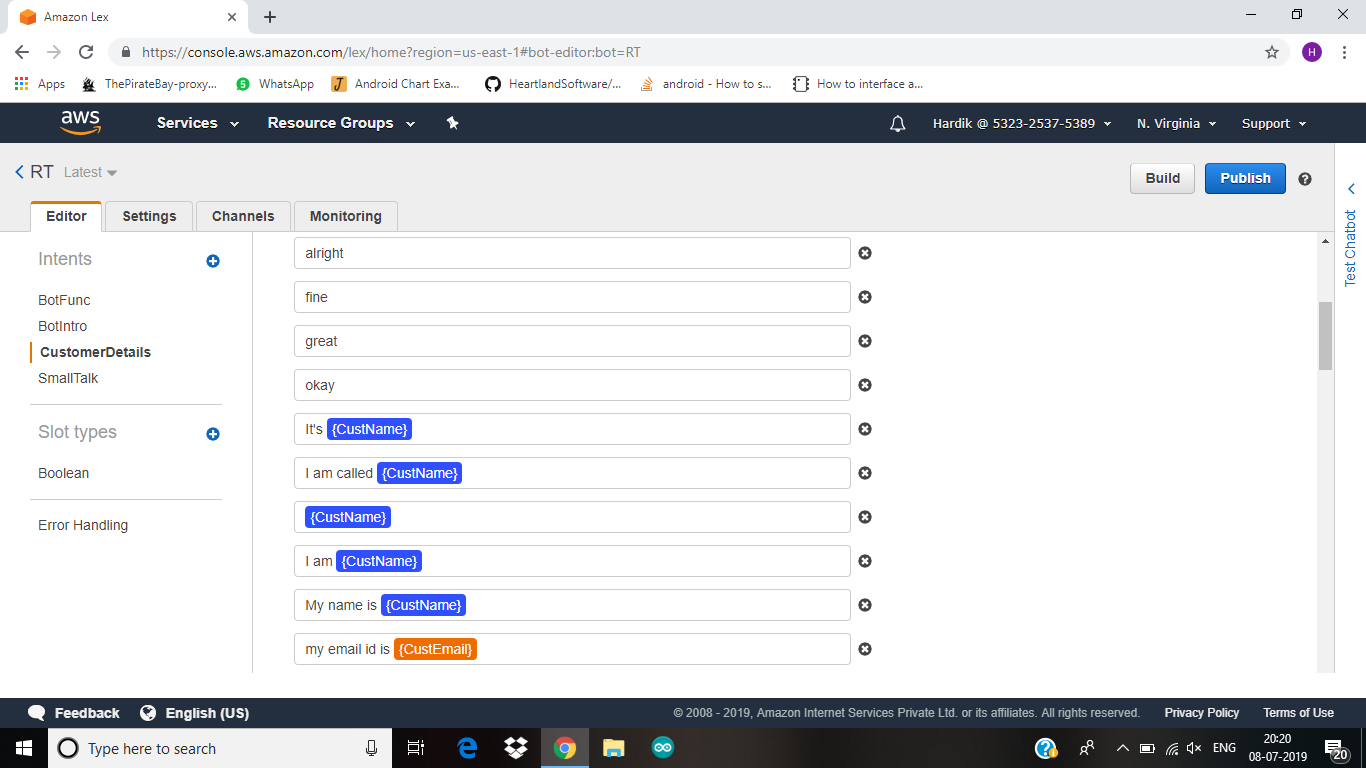 Amazon Lex
https://console.aws.amazon.com/lex/home?region=us-east-1#bot-editor:bot=RT
H
Apps ThePirateBay-proxy... WhatsApp Android Chart Exa... HeartlandSoftware/... android - How to s... How to interface a...
aws Services Resource Groups Hardik @ 5323-2537-5389 N. Virginia Support
RT Latest
Build Publish
Editor Settings Channels Monitoring
Test Chatbot
Intents
BotFunc
BotIntro
CustomerDetails
SmallTalk
Slot types
Boolean
Error Handling
alright
fine
great
okay
It's {CustName}
I am called {CustName}
{CustName}
I am {CustName}
My name is {CustName}
my email id is {CustEmail}
Feedback English (US) © 2008 - 2019, Amazon Internet Services Private Ltd. or its affiliates. All rights reserved. Privacy Policy Terms of Use
Type here to search
ENG
20:20
08-07-2019
20